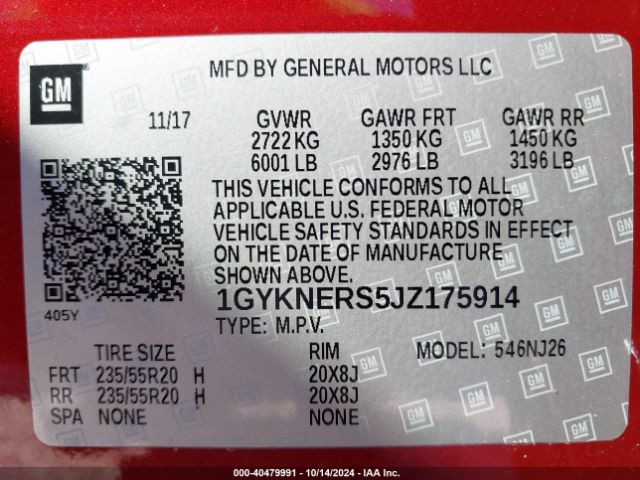 GM
MFD BY GENERAL MOTORS LLC
11/17 GVWR GAWR FRT GAWR RR
2722 KG 1350 KG 1450 KG
6001 LB 2976 LB 3196 LB
THIS VEHICLE CONFORMS TO ALL
APPLICABLE U.S. FEDERAL MOTOR
VEHICLE SAFETY STANDARDS IN EFFECT
ON THE DATE OF MANUFACTURE
SHOWN ABOVE.
405Y
1GYKNERS5JZ175914
TYPE: M.P.V.
TIRE SIZE RIM MODEL: 546NJ26
FRT 235/55R20 H 20X8J
RR 235/55R20 H 20X8J
SPA NONE NONE
000-40479991 - 10/14/2024 - IAA Inc.